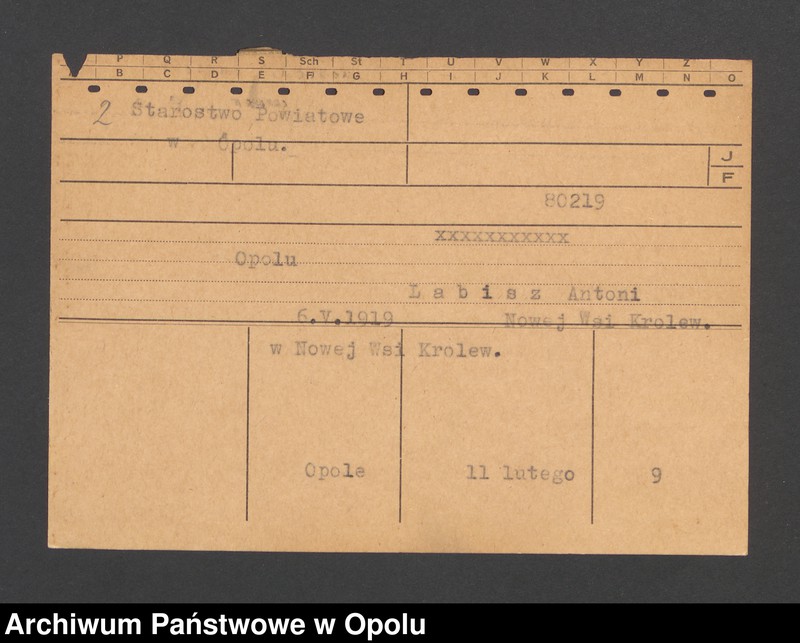 P Q R S Sch St T U V W X Y Z
B C D E F G H I J K L M N O
2 Starostwo Powiatowe
w Opolu.
J
F
80219
xxxxxxxxxxx
Opolu
L a b i s z Antoni
6.V.1919 Nowej Wsi Krolew.
w Nowej Wsi Krolew.
Opole 11 lutego 9
Archiwum Państwowe w Opolu